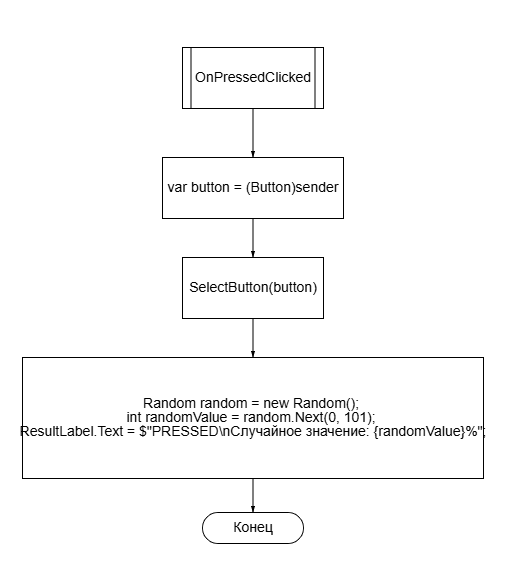 OnPressedClicked
var button = (Button)sender
SelectButton(button)
Random random = new Random();
int randomValue = random.Next(0, 101);
ResultLabel.Text = $"PRESSED\nСлучайное значение: {randomValue}%";
Конец